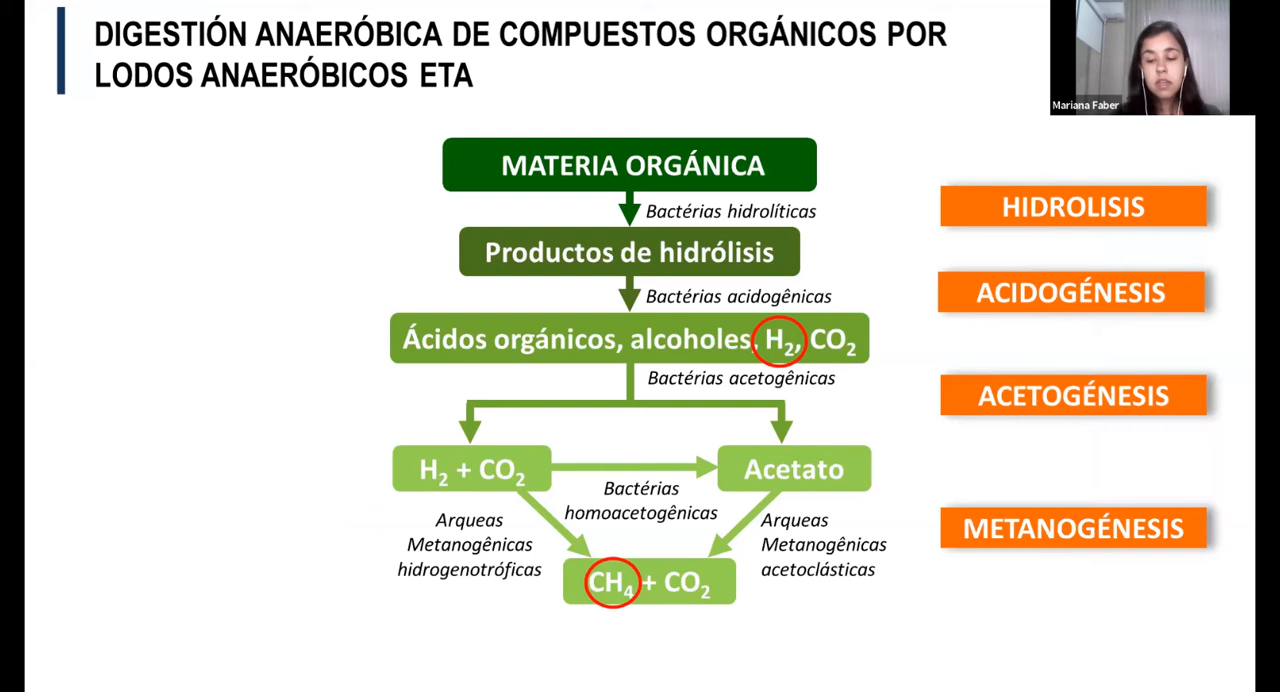 DIGESTIÓN ANAERÓBICA DE COMPUESTOS ORGÁNICOS POR
LODOS ANAERÓBICOS ETA
Mariana Faber
MATERIA ORGÁNICA
Bactérias hidrolíticas
HIDROLISIS
Productos de hidrólisis
Bactérias acidogênicas
ACIDOGÉNESIS
Ácidos orgánicos, alcoholes, H₂, CO₂
Bactérias acetogênicas
ACETOGÉNESIS
H₂ + CO₂
Acetato
Bactérias
homoacetogênicas
Arqueas
Metanogênicas
hidrogenotróficas
Arqueas
Metanogênicas
acetoclásticas
METANOGÉNESIS
CH₄ + CO₂